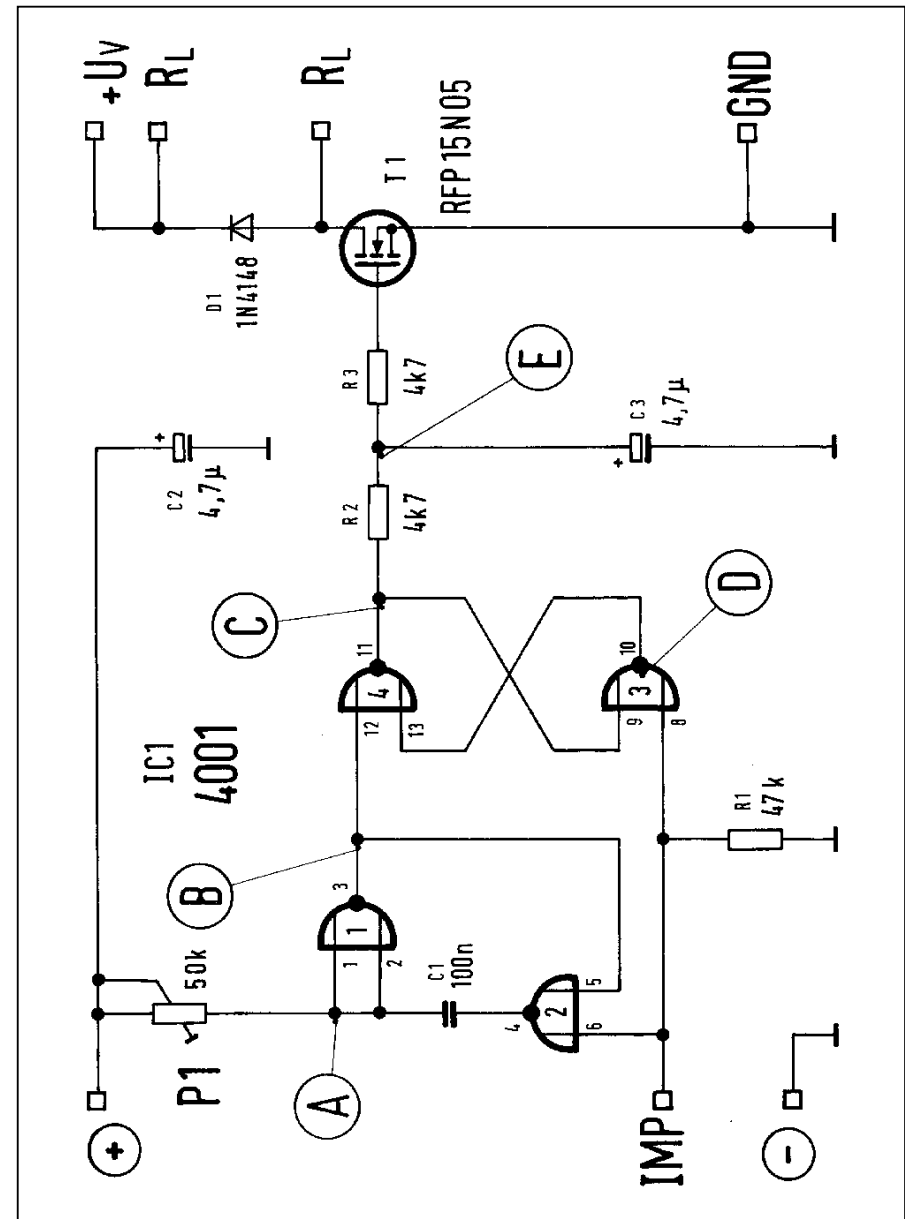 +UV
RL
RL
D1
1N4148
T1
RFP15N05
GND
C2
4,7µ
R3
4k7
E
R2
4k7
C3
4,7µ
C
11
4
12
13
10
3
9
8
D
IC1
4001
B
3
1
1
2
50k
P1
A
C1
100n
4
2
5
6
R1
47k
+
IMP
-